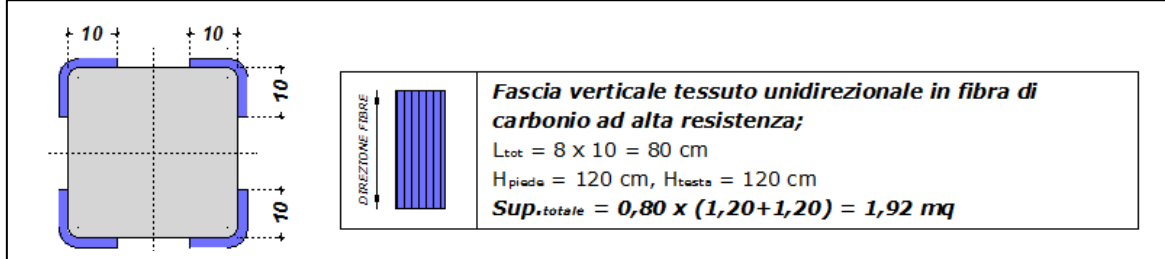 10
10
10
10
DIREZIONE FIBRE
Fascia verticale tessuto unidirezionale in fibra di
carbonio ad alta resistenza;
Ltot = 8 x 10 = 80 cm
Hpiede = 120 cm, Htesta = 120 cm
Sup.totale = 0,80 x (1,20+1,20) = 1,92 mq